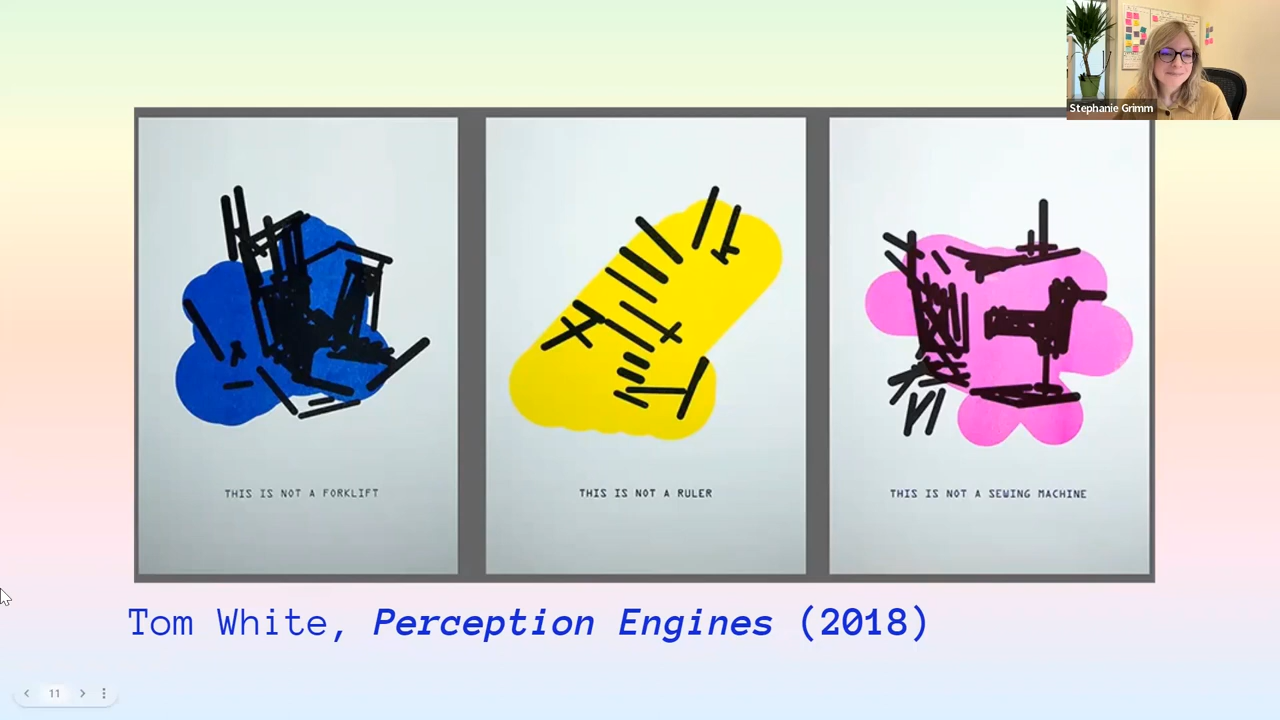 Stephanie Grimm
THIS IS NOT A FORKLIFT
THIS IS NOT A RULER
THIS IS NOT A SEWING MACHINE
Tom White, Perception Engines (2018)
11